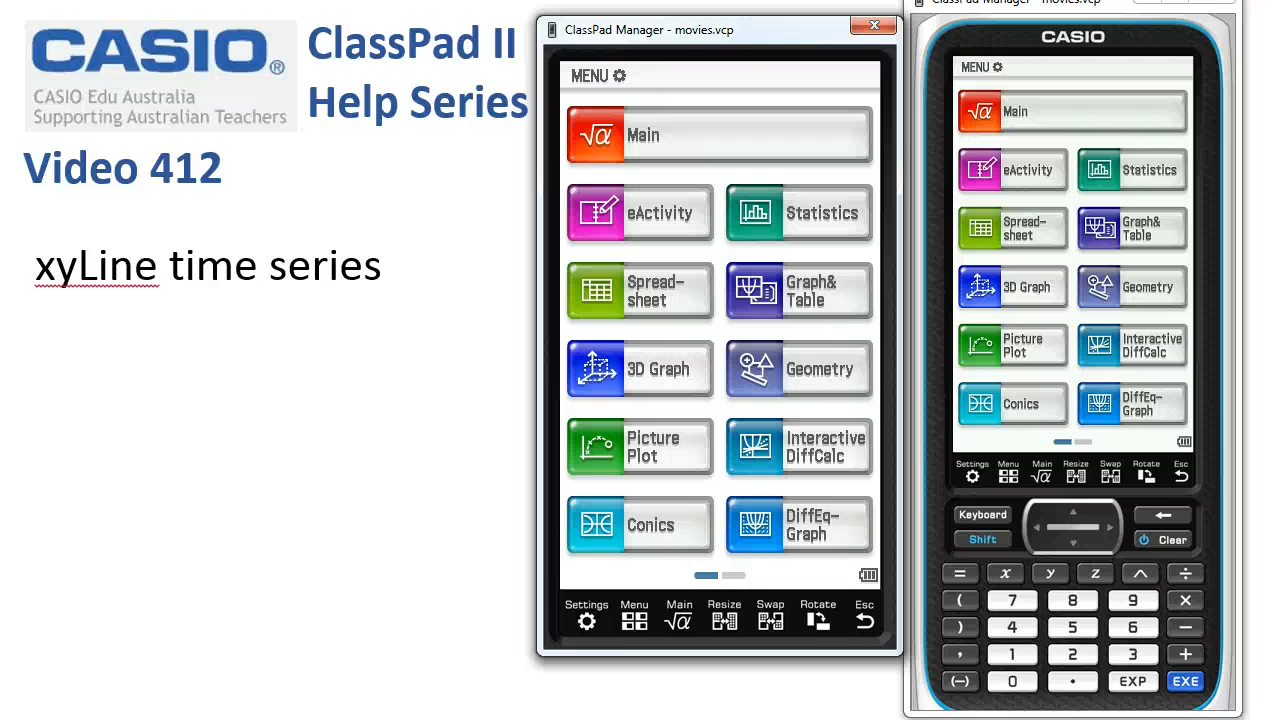 CASIO®
CASIO Edu Australia
Supporting Australian Teachers
ClassPad II
Help Series
Video 412
xyLine time series
ClassPad Manager - movies.vcp
MENU
Main
eActivity
Statistics
Spread-
sheet
Graph&
Table
3D Graph
Geometry
Picture
Plot
Interactive
DiffCalc
Conics
DiffEq-
Graph
Settings Menu Main Resize Swap Rotate Esc
√α
ClassPad Manager - movies.vcp
CASIO
MENU
Main
eActivity
Statistics
Spread-
sheet
Graph&
Table
3D Graph
Geometry
Picture
Plot
Interactive
DiffCalc
Conics
DiffEq-
Graph
Settings Menu Main Resize Swap Rotate Esc
√α
Keyboard
Shift
Clear
= x y z ^ ÷
( 7 8 9 ×
) 4 5 6 −
, 1 2 3 +
(−) 0 . EXP EXE